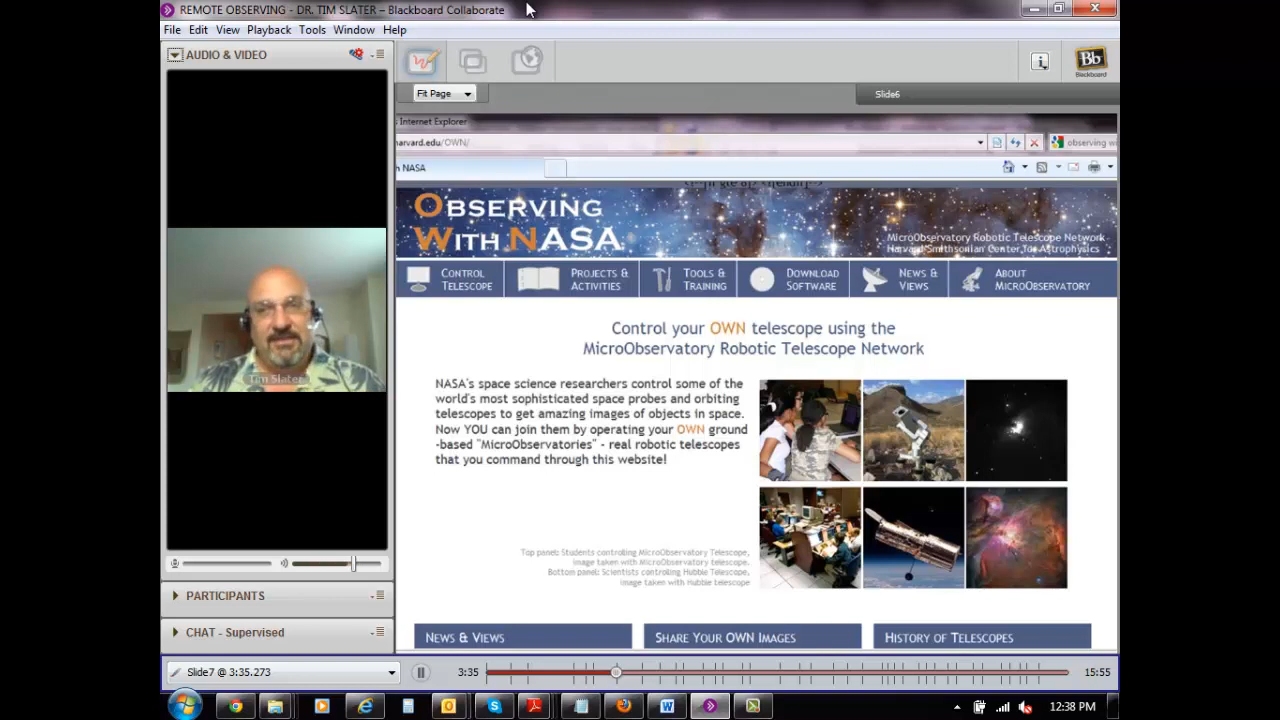 REMOTE OBSERVING - DR. TIM SLATER – Blackboard Collaborate
File Edit View Playback Tools Window Help
AUDIO & VIDEO
Bb
Blackboard
Fit Page
Slide6
s Internet Explorer
harvard.edu/OWN/
observing w
h NASA
OBSERVING
WITH NASA
MicroObservatory Robotic Telescope Network
Harvard Smithsonian Center for Astrophysics
CONTROL TELESCOPE
PROJECTS & ACTIVITIES
TOOLS & TRAINING
DOWNLOAD SOFTWARE
NEWS & VIEWS
ABOUT MICROOBSERVATORY
Control your OWN telescope using the
MicroObservatory Robotic Telescope Network
NASA's space science researchers control some of the
world's most sophisticated space probes and orbiting
telescopes to get amazing images of objects in space.
Now YOU can join them by operating your OWN ground
-based "MicroObservatories" - real robotic telescopes
that you command through this website!
Tim Slater
Top panel: Students controlling MicroObservatory Telescope,
image taken with MicroObservatory telescope.
Bottom panel: Scientists controlling Hubble Telescope,
image taken with Hubble telescope
PARTICIPANTS
CHAT - Supervised
NEWS & VIEWS
SHARE YOUR OWN IMAGES
HISTORY OF TELESCOPES
Slide7 @ 3:35.273
3:35
15:55
12:38 PM